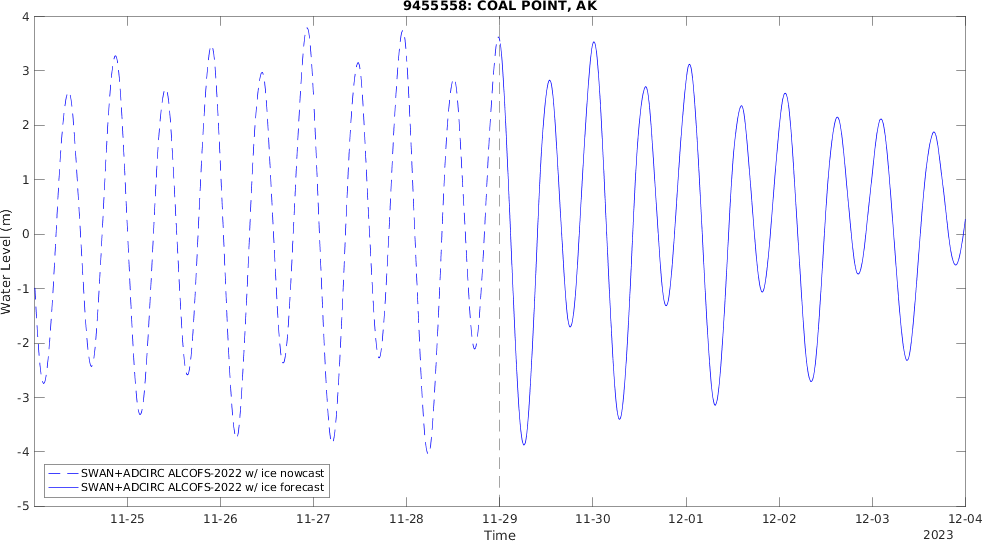 9455558: COAL POINT, AK
Water Level (m)
4
3
2
1
0
-1
-2
-3
-4
-5
SWAN+ADCIRC ALCOFS-2022 w/ ice nowcast
SWAN+ADCIRC ALCOFS-2022 w/ ice forecast
11-25 11-26 11-27 11-28 11-29 11-30 12-01 12-02 12-03 12-04
Time
2023